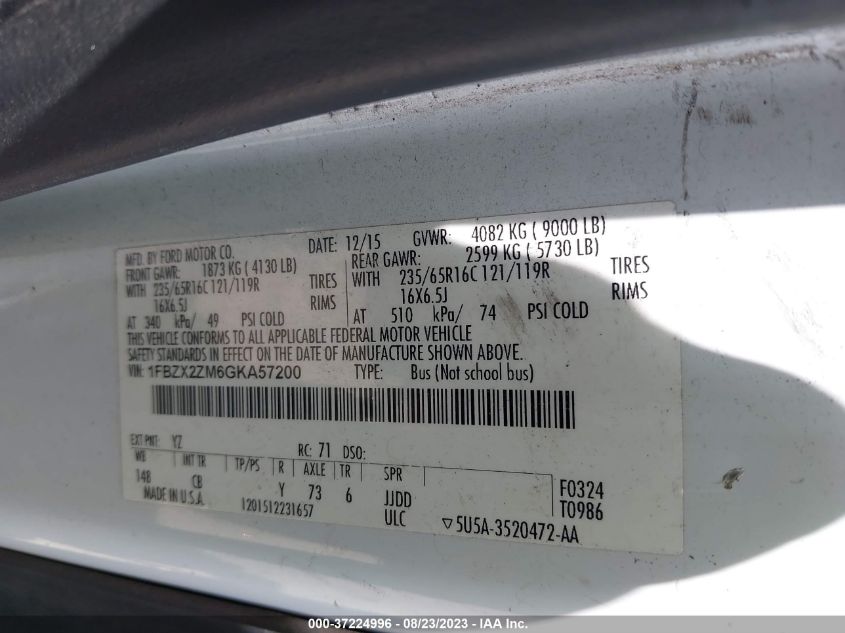 MFD. BY FORD MOTOR CO. DATE: 12/15 GVWR: 4082 KG ( 9000 LB)
FRONT GAWR: 1873 KG ( 4130 LB) REAR GAWR: 2599 KG ( 5730 LB)
WITH 235/65R16C 121/119R TIRES WITH 235/65R16C 121/119R TIRES
16X6.5J RIMS 16X6.5J RIMS
AT 340 kPa/ 49 PSI COLD AT 510 kPa/ 74 PSI COLD
THIS VEHICLE CONFORMS TO ALL APPLICABLE FEDERAL MOTOR VEHICLE
SAFETY STANDARDS IN EFFECT ON THE DATE OF MANUFACTURE SHOWN ABOVE.
VIN: 1FBZX2ZM6GKA57200 TYPE: Bus (Not school bus)
EXT PNT: YZ RC: 71 DSO:
WB INT TR TP/PS R AXLE TR SPR
148 CB Y 73 6 JJDD F0324
MADE IN U.S.A. 1201512231657 ULC T0986
▽5U5A-3520472-AA
000-37224996 - 08/23/2023 - IAA Inc.